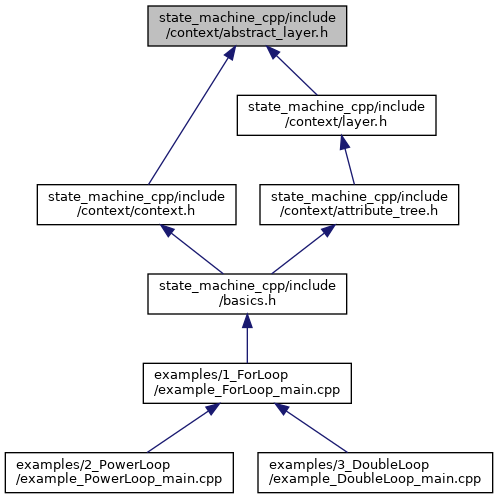 state_machine_cpp/include
/context/abstract_layer.h
state_machine_cpp/include
/context/layer.h
state_machine_cpp/include
/context/context.h
state_machine_cpp/include
/context/attribute_tree.h
state_machine_cpp/include
/basics.h
examples/1_ForLoop
/example_ForLoop_main.cpp
examples/2_PowerLoop
/example_PowerLoop_main.cpp
examples/3_DoubleLoop
/example_DoubleLoop_main.cpp